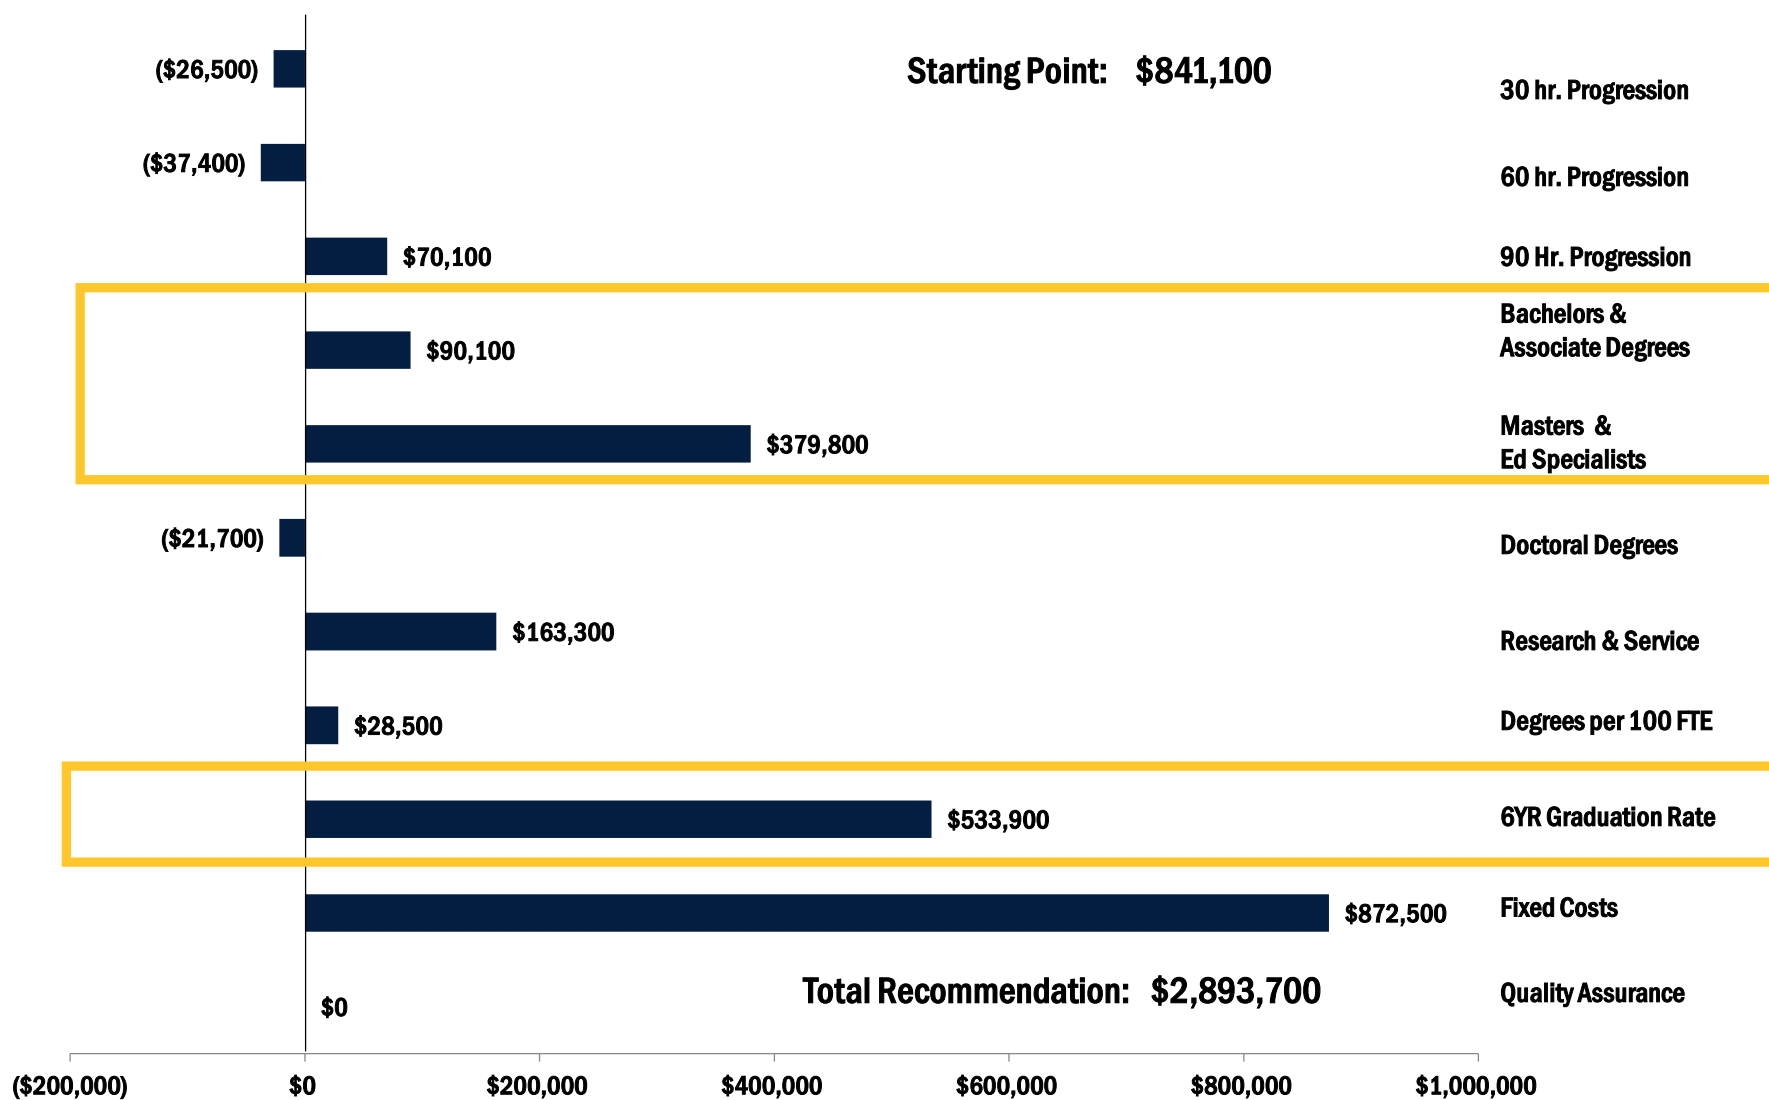 ($26,500)
Starting Point: $841,100
30 hr. Progression
($37,400)
60 hr. Progression
$70,100
90 Hr. Progression
$90,100
Bachelors &
Associate Degrees
$379,800
Masters &
Ed Specialists
($21,700)
Doctoral Degrees
$163,300
Research & Service
$28,500
Degrees per 100 FTE
$533,900
6YR Graduation Rate
$872,500
Fixed Costs
$0
Total Recommendation: $2,893,700
Quality Assurance
($200,000) $0 $200,000 $400,000 $600,000 $800,000 $1,000,000